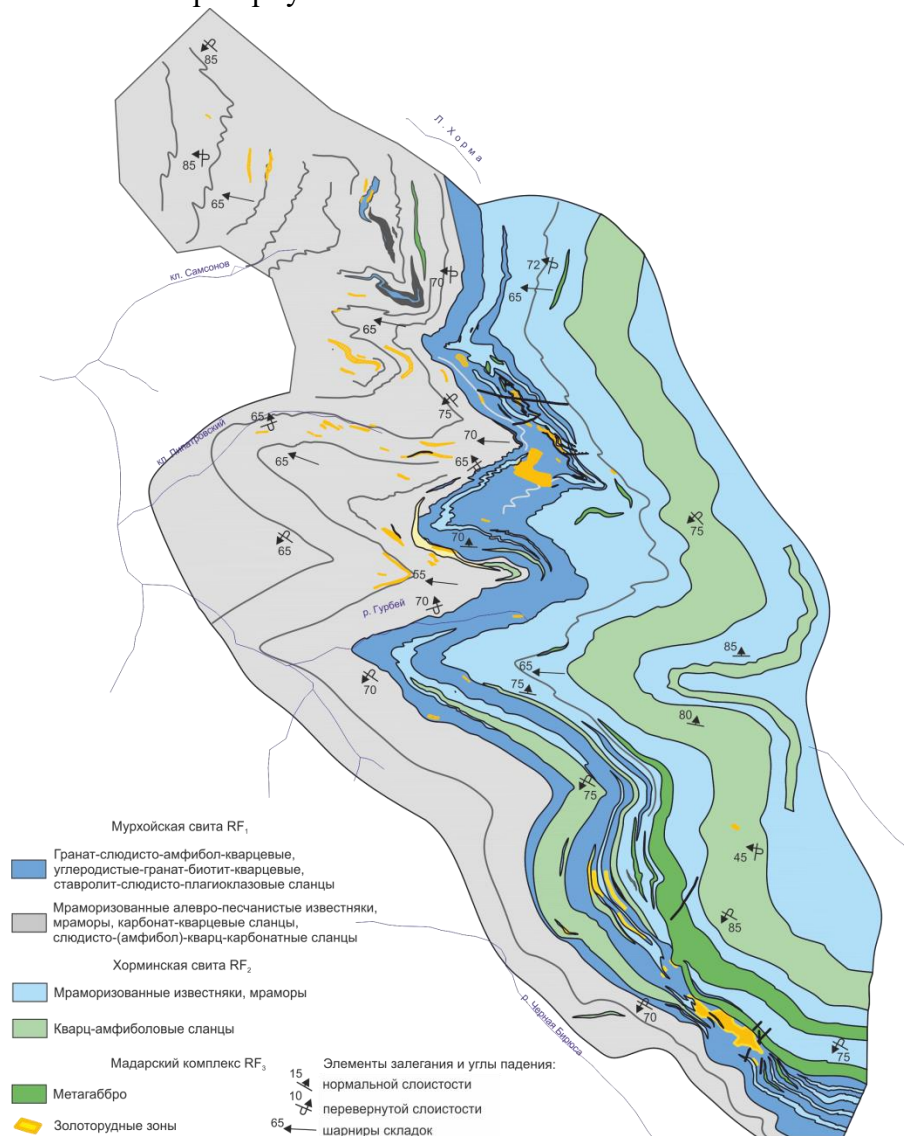 85
Л. Хорма
85
65
кл. Самсонов
72
70
65
65
75
65
кл. Липатровский
70
65
65
75
65
70
55
70
р. Гурбей
85
65
75
70
80
75
45
85
70
р. Черная Бирюса
75
Мурхойская свита RF₁
Гранат-слюдисто-амфибол-кварцевые,
углеродистые-гранат-биотит-кварцевые,
ставролит-слюдисто-плагиоклазовые сланцы
Мраморизованные алевро-песчанистые известняки,
мраморы, карбонат-кварцевые сланцы,
слюдисто-(амфибол)-кварц-карбонатные сланцы
Хорминская свита RF₂
Мраморизованные известняки, мраморы
Кварц-амфиболовые сланцы
Мадарский комплекс RF₃
Метагаббро
Золоторудные зоны
Элементы залегания и углы падения:
15
нормальной слоистости
10
перевернутой слоистости
65
шарниры складок